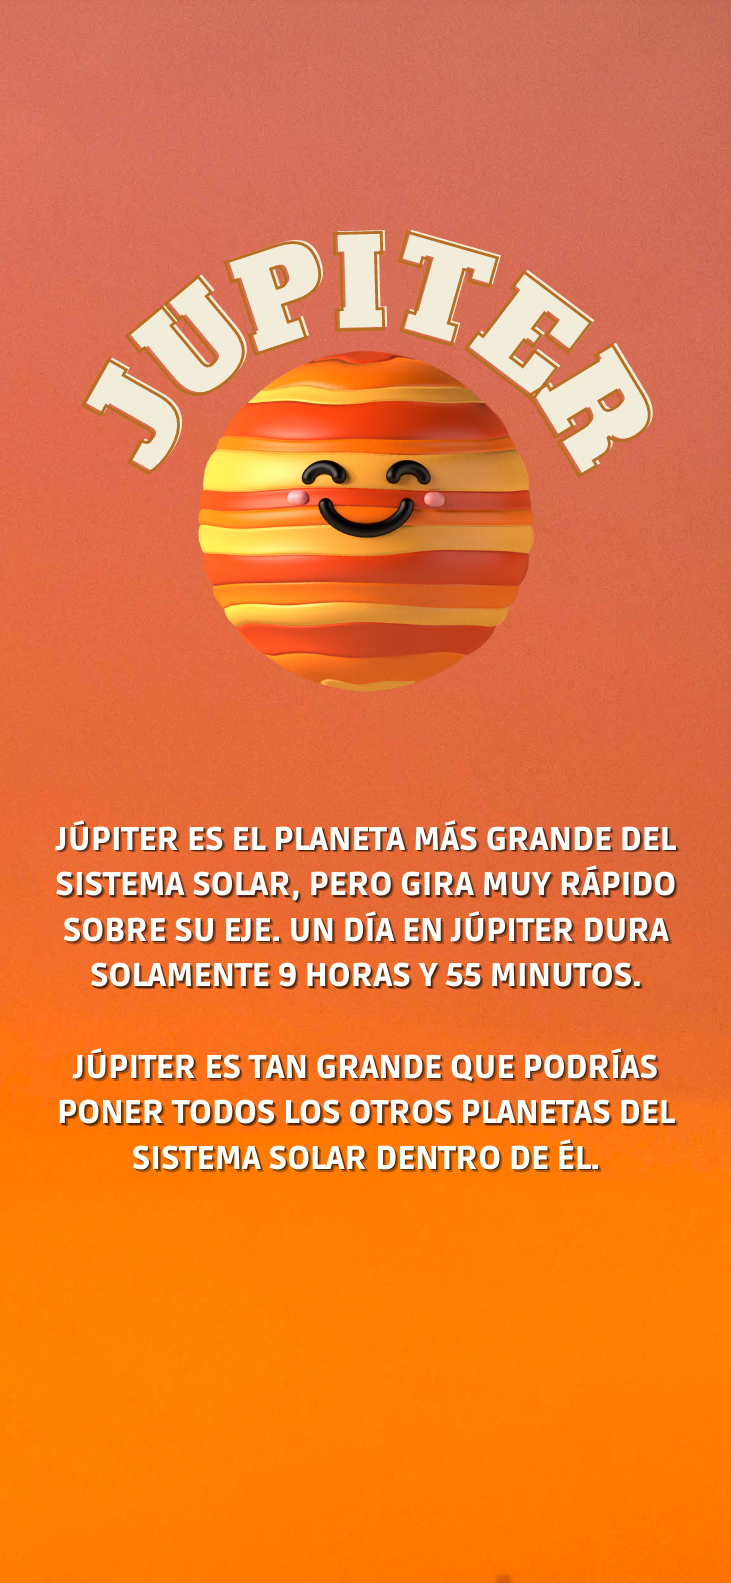 JUPITER
JÚPITER ES EL PLANETA MÁS GRANDE DEL
SISTEMA SOLAR, PERO GIRA MUY RÁPIDO
SOBRE SU EJE. UN DÍA EN JÚPITER DURA
SOLAMENTE 9 HORAS Y 55 MINUTOS.
JÚPITER ES TAN GRANDE QUE PODRÍAS
PONER TODOS LOS OTROS PLANETAS DEL
SISTEMA SOLAR DENTRO DE ÉL.